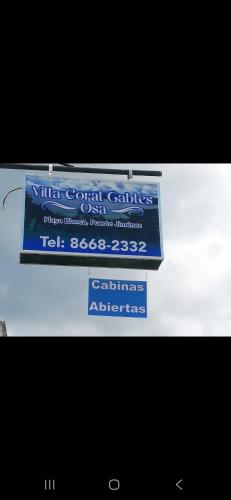 Villa Coral Gables
Osa
Playa Blanca, Puerto Jiménez
Tel: 8668-2332
Cabinas
Abiertas